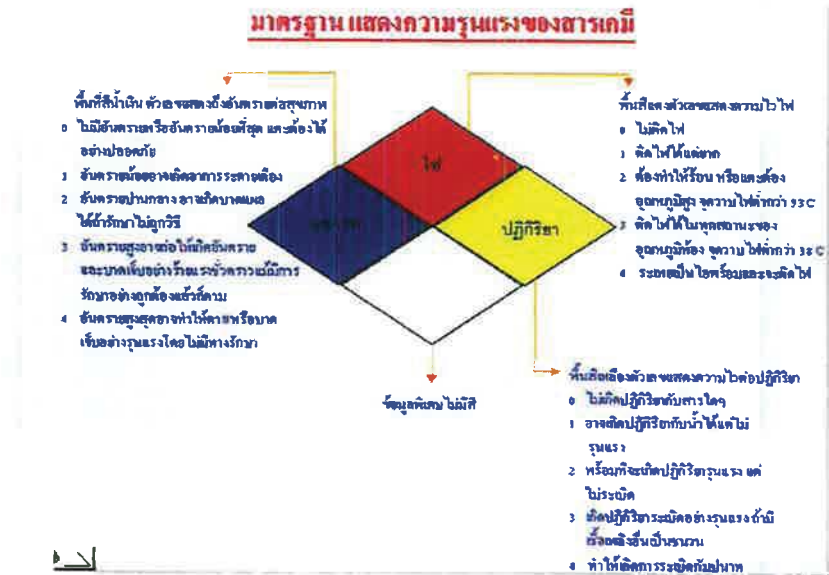 มาตรฐานแสดงความรุนแรงของสารเคมี
พื้นที่สีน้ำเงิน ตัวเลขแสดงถึงอันตรายต่อสุขภาพ
0 ไม่มีอันตรายหรืออันตรายน้อยที่สุด และต้องได้
อย่างปลอดภัย
1 อันตรายน้อยอาจเกิดอาการระคายเคือง
2 อันตรายปานกลาง อาจเกิดบาดแผล
ได้ถ้ารักษาไม่ถูกวิธี
3 อันตรายสูงอาจก่อให้เกิดอันตราย
และบาดเจ็บอย่างร้ายแรงชั่วคราวแม้มีการ
รักษาอย่างถูกต้องแล้วก็ตาม
4 อันตรายสูงสุดอาจทำให้ตายหรือบาด
เจ็บอย่างรุนแรงโดยไม่มีทางรักษา
พื้นสีแดงตัวเลขแสดงความไวไฟ
0 ไม่ติดไฟ
1 ติดไฟได้แต่ยาก
2 ต้องทำให้ร้อน หรือและต้อง
อุณหภูมิสูง จุดวาบไฟต่ำกว่า 93 C
3 ติดไฟได้ในทุกสถานะของ
อุณหภูมิห้อง จุดวาบไฟต่ำกว่า 38 C
4 ระเหยเป็นไอพร้อมและจะติดไฟ
ไฟ
ปฏิกิริยา
ข้อมูลพิเศษ ไม่มีสี
พื้นสีเหลืองตัวเลขแสดงความไวต่อปฏิกิริยา
0 ไม่เกิดปฏิกิริยากับสารใดๆ
1 อาจเกิดปฏิกิริยากับน้ำได้แต่ไม่
รุนแรง
2 พร้อมที่จะเกิดปฏิกิริยารุนแรง แต่
ไม่ระเบิด
3 เกิดปฏิกิริยาระเบิดอย่างรุนแรง ถ้ามี
เชื้อเพลิงอื่นเป็นชนวน
4 ทำให้เกิดการระเบิดกัมปนาท